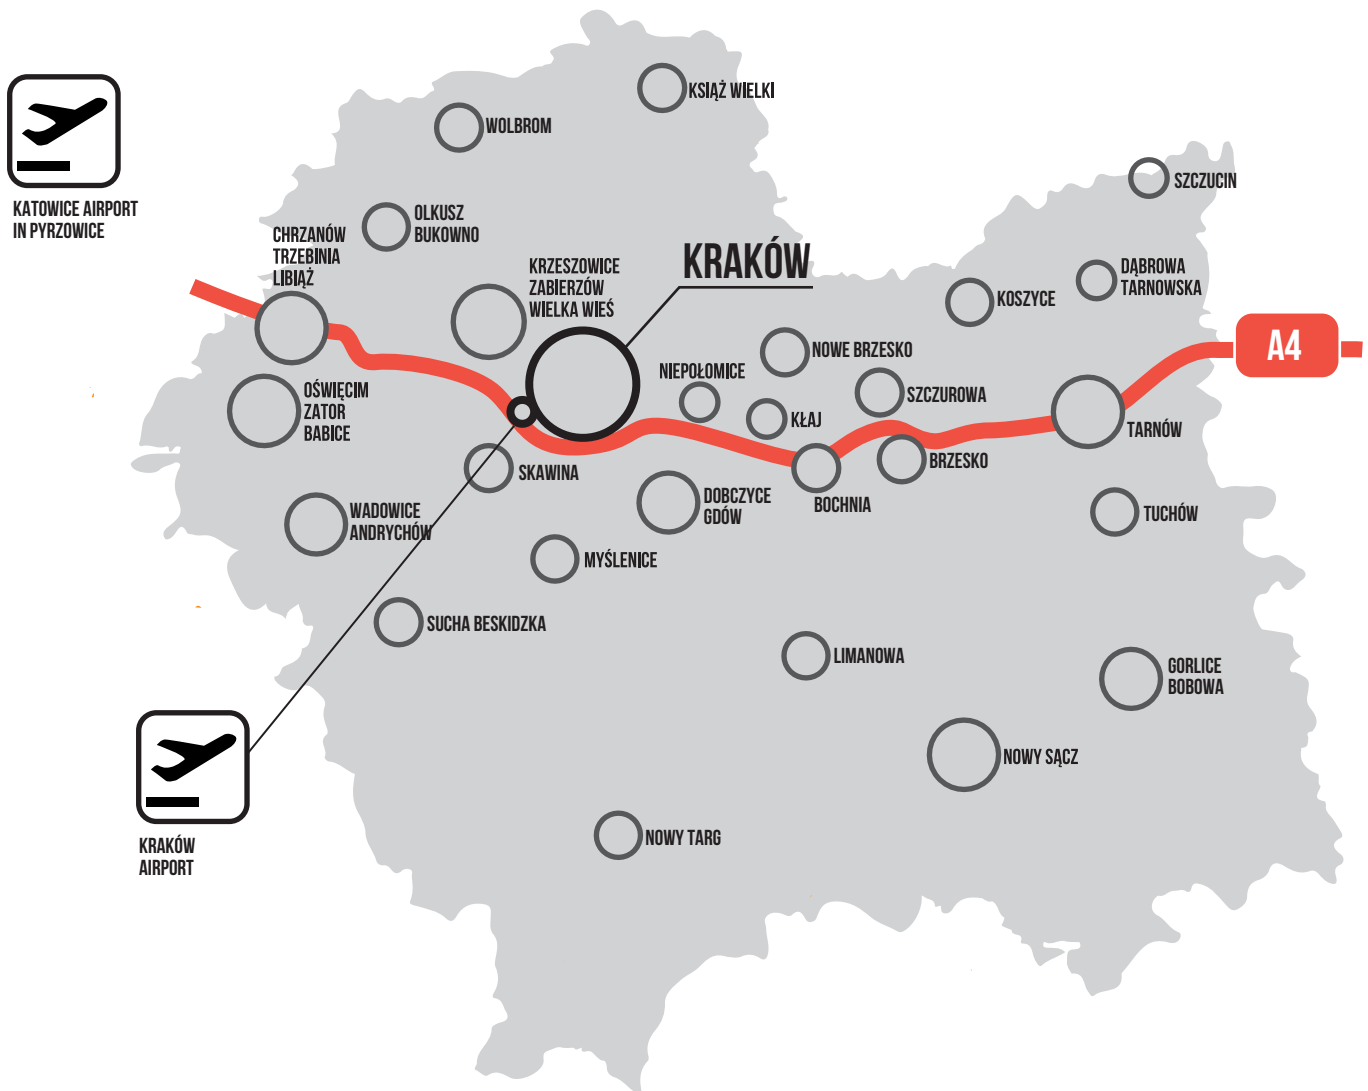 KSIĄŻ WIELKI
WOLBROM
SZCZUCIN
KATOWICE AIRPORT
IN PYRZOWICE
OLKUSZ
BUKOWNO
CHRZANÓW
TRZEBINIA
LIBIĄŻ
KRAKÓW
KRZESZOWICE
ZABIERZÓW
WIELKA WIEŚ
DĄBROWA
TARNOWSKA
KOSZYCE
A4
NOWE BRZESKO
NIEPOŁOMICE
OŚWIĘCIM
ZATOR
BABICE
SZCZUROWA
KŁAJ
TARNÓW
BRZESKO
SKAWINA
DOBCZYCE
GDÓW
BOCHNIA
WADOWICE
ANDRYCHÓW
TUCHÓW
MYŚLENICE
SUCHA BESKIDZKA
LIMANOWA
GORLICE
BOBOWA
NOWY SĄCZ
NOWY TARG
KRAKÓW
AIRPORT